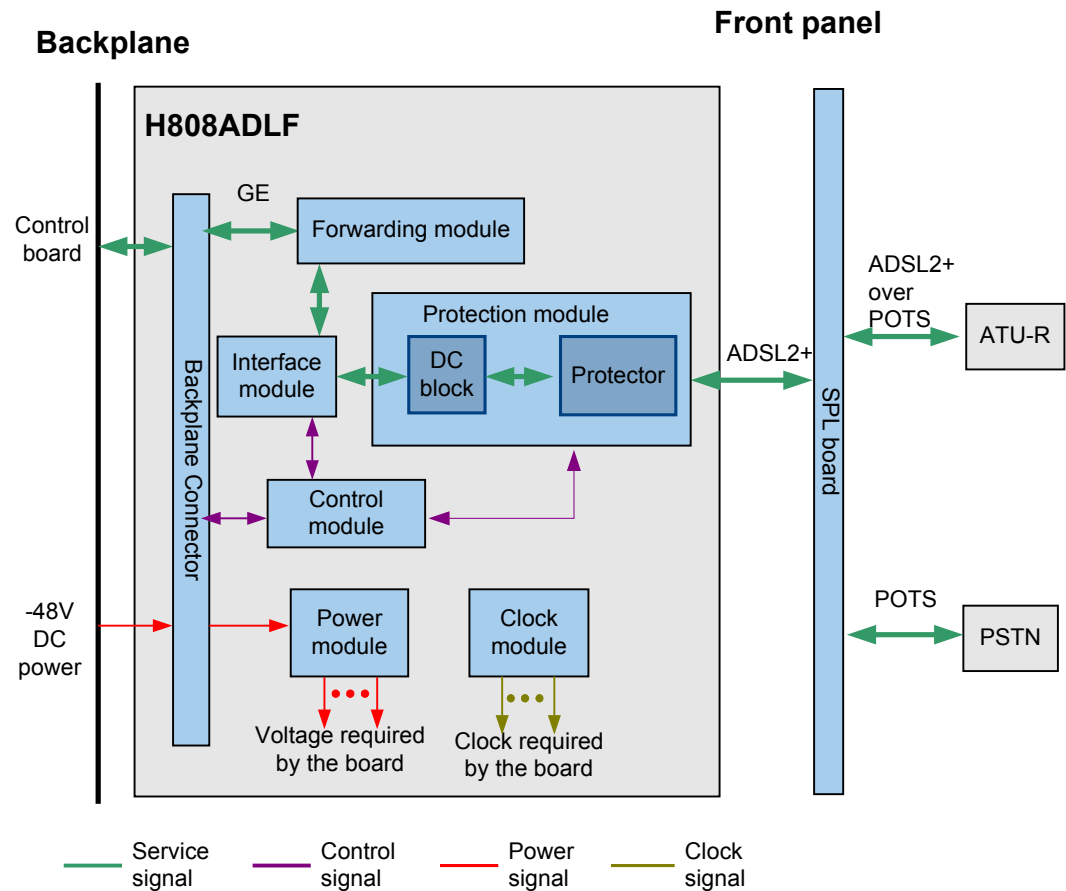 Backplane
Front panel
H808ADLF
GE
Control
board
Forwarding module
ADSL2+
over
POTS
ATU-R
Protection module
Interface
module
DC
block
Protector
ADSL2+
Backplane Connector
SPL board
Control
module
-48V
DC
power
Power
module
Clock
module
POTS
PSTN
Voltage required
by the board
Clock required
by the board
Service
signal
Control
signal
Power
signal
Clock
signal